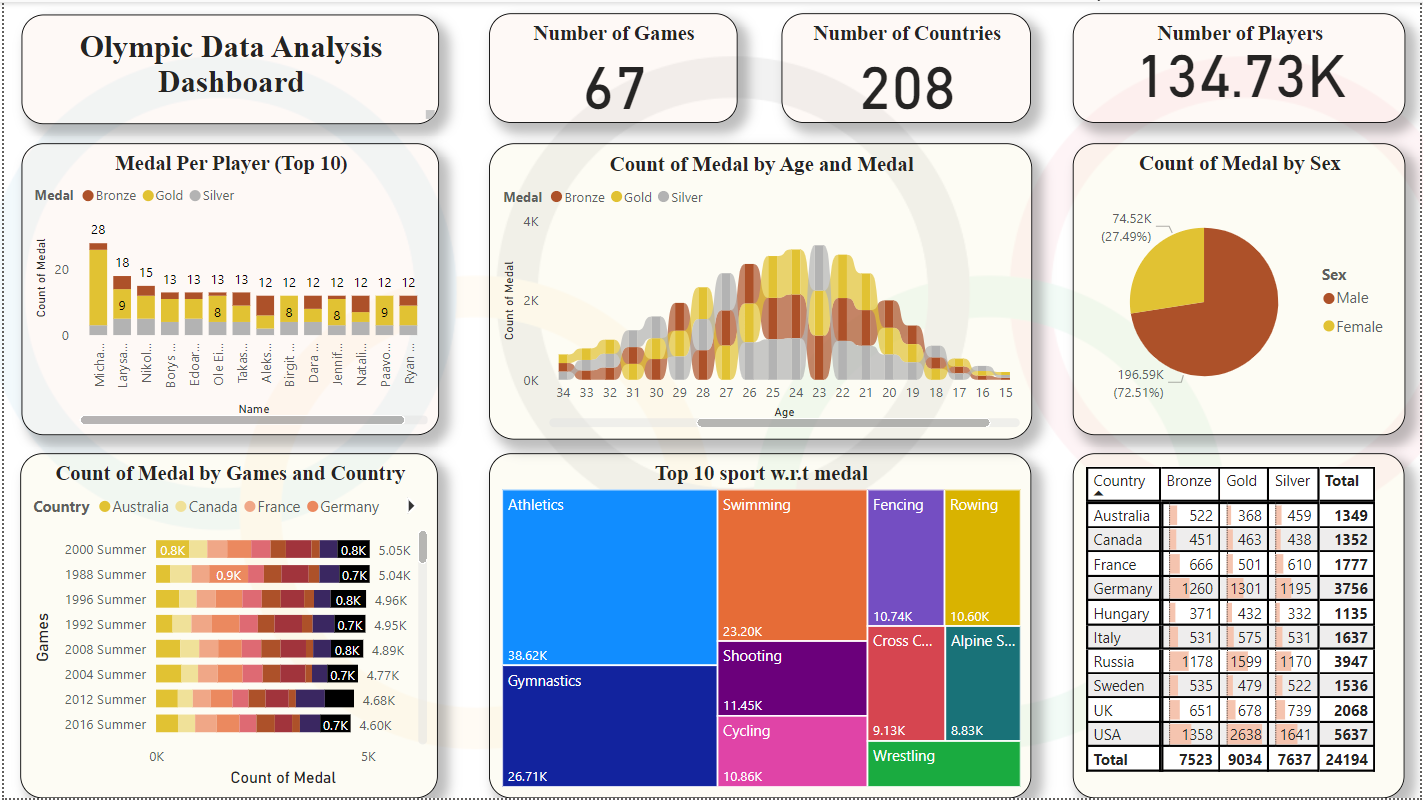 Olympic Data Analysis
Dashboard
Number of Games
67
Number of Countries
208
Number of Players
134.73K
Medal Per Player (Top 10)
Medal Bronze Gold Silver
Count of Medal
20
0
28
18
15
13
13
13
13
12
12
12
12
12
12
12
9
8
8
8
9
Micha...
Larysa...
Nikol...
Borys ...
Edoar...
Ole Ei...
Takas...
Aleks...
Birgit ...
Dara ...
Jennif...
Natali...
Paavo...
Ryan ...
Name
Count of Medal by Age and Medal
Medal Bronze Gold Silver
Count of Medal
4K
2K
0K
34 33 32 31 30 29 28 27 26 25 24 23 22 21 20 19 18 17 16 15
Age
Count of Medal by Sex
74.52K
(27.49%)
196.59K
(72.51%)
Sex
Male
Female
Count of Medal by Games and Country
Country Australia Canada France Germany
Games
2000 Summer 0.8K 0.8K 5.05K
1988 Summer 0.9K 0.7K 5.04K
1996 Summer 0.8K 4.96K
1992 Summer 0.7K 4.95K
2008 Summer 0.8K 4.89K
2004 Summer 0.7K 4.77K
2012 Summer 4.68K
2016 Summer 0.7K 4.60K
0K 5K
Count of Medal
Top 10 sport w.r.t medal
Athletics
38.62K
Gymnastics
26.71K
Swimming
23.20K
Shooting
11.45K
Cycling
10.86K
Fencing
10.74K
Rowing
10.60K
Cross C...
9.13K
Alpine S...
8.83K
Wrestling
Country Bronze Gold Silver Total
Australia 522 368 459 1349
Canada 451 463 438 1352
France 666 501 610 1777
Germany 1260 1301 1195 3756
Hungary 371 432 332 1135
Italy 531 575 531 1637
Russia 1178 1599 1170 3947
Sweden 535 479 522 1536
UK 651 678 739 2068
USA 1358 2638 1641 5637
Total 7523 9034 7637 24194